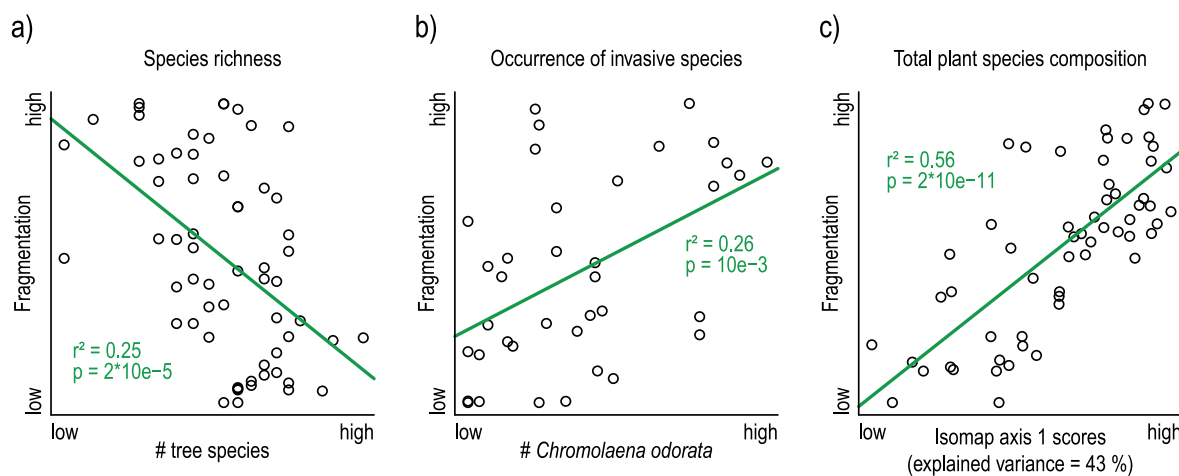 a)
Species richness
high
Fragmentation
low
r² = 0.25
p = 2*10e−5
low
high
# tree species
b)
Occurrence of invasive species
high
Fragmentation
low
r² = 0.26
p = 10e−3
low
high
# Chromolaena odorata
c)
Total plant species composition
high
Fragmentation
low
r² = 0.56
p = 2*10e−11
low
high
Isomap axis 1 scores
(explained variance = 43 %)